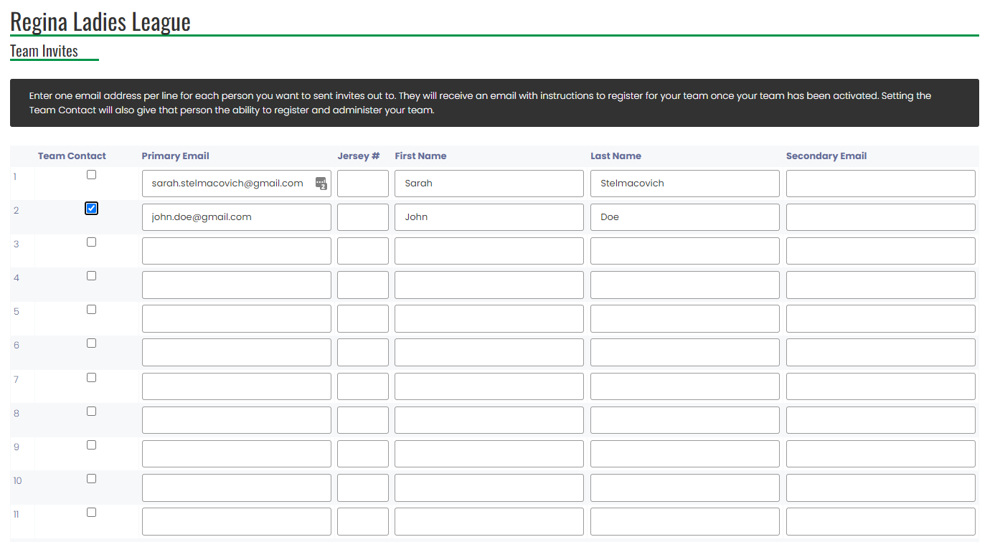 Regina Ladies League
Team Invites
Enter one email address per line for each person you want to sent invites out to. They will receive an email with instructions to register for your team once your team has been activated. Setting the
Team Contact will also give that person the ability to register and administer your team.
Team Contact Primary Email Jersey # First Name Last Name Secondary Email
1 sarah.stelmacovich@gmail.com 2 Sarah Stelmacovich
2 john.doe@gmail.com John Doe
3
4
5
6
7
8
9
10
11